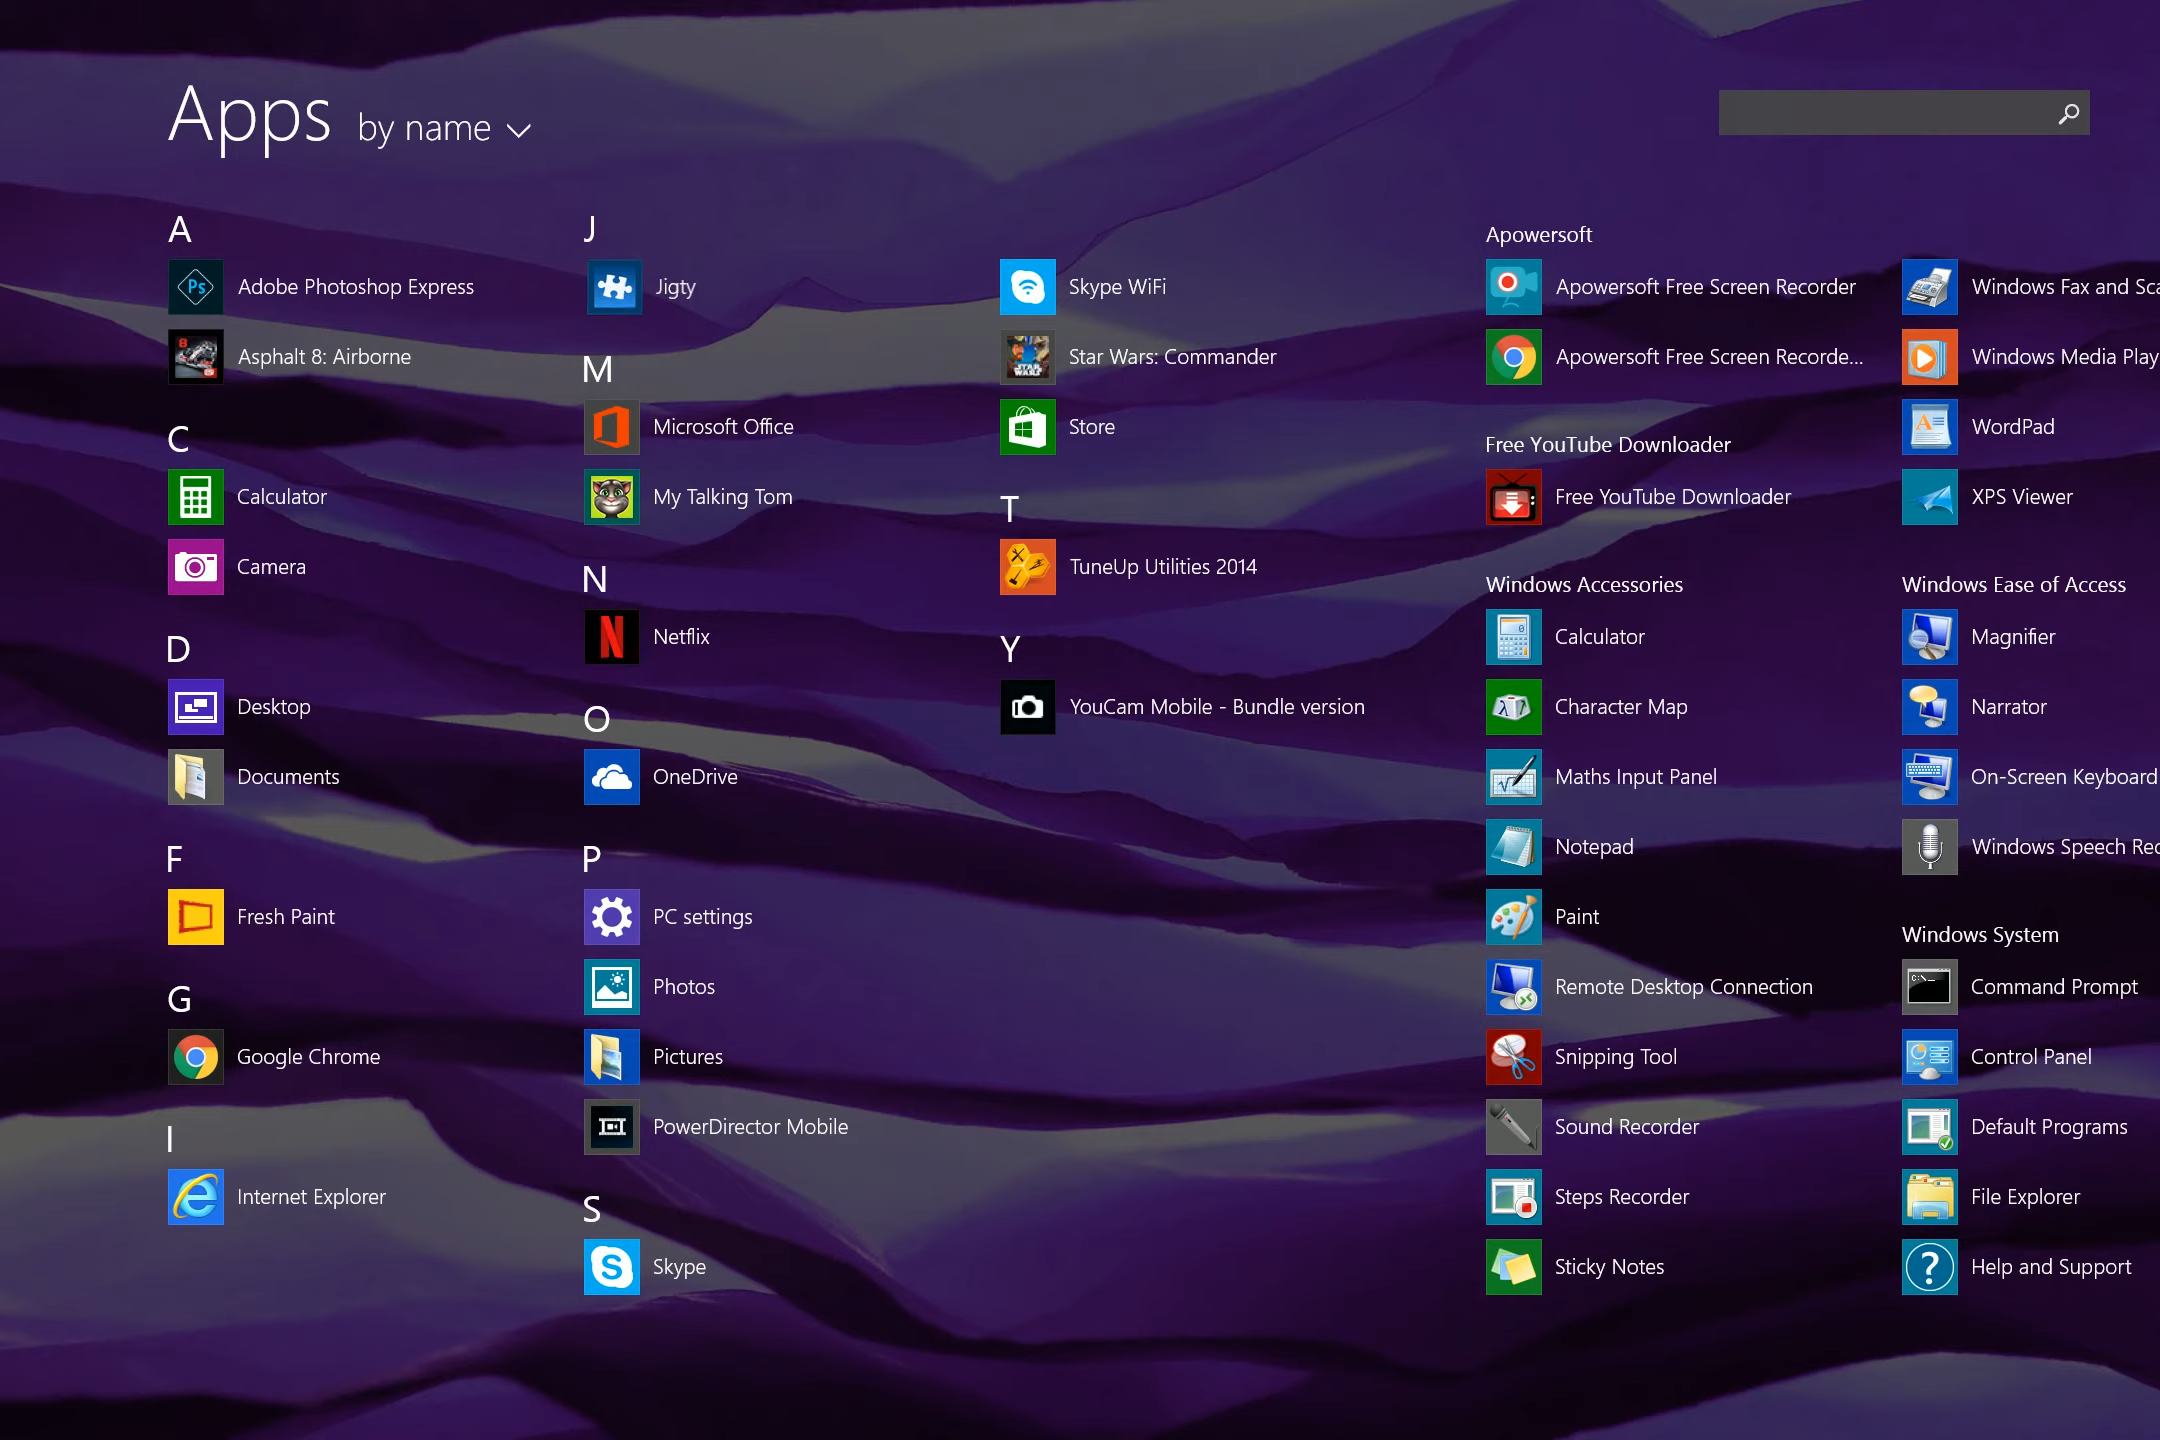 Apps by name
A
Adobe Photoshop Express
Asphalt 8: Airborne
C
Calculator
Camera
D
Desktop
Documents
F
Fresh Paint
G
Google Chrome
I
Internet Explorer
J
Jigty
M
Microsoft Office
My Talking Tom
N
Netflix
O
OneDrive
P
PC settings
Photos
Pictures
PowerDirector Mobile
S
Skype
Skype WiFi
Star Wars: Commander
Store
T
TuneUp Utilities 2014
Y
YouCam Mobile - Bundle version
Apowersoft
Apowersoft Free Screen Recorder
Apowersoft Free Screen Recorde...
Free YouTube Downloader
Free YouTube Downloader
Windows Accessories
Calculator
Character Map
Maths Input Panel
Notepad
Paint
Remote Desktop Connection
Snipping Tool
Sound Recorder
Steps Recorder
Sticky Notes
Windows Fax and Sca
Windows Media Play
WordPad
XPS Viewer
Windows Ease of Access
Magnifier
Narrator
On-Screen Keyboard
Windows Speech Rec
Windows System
Command Prompt
Control Panel
Default Programs
File Explorer
Help and Support